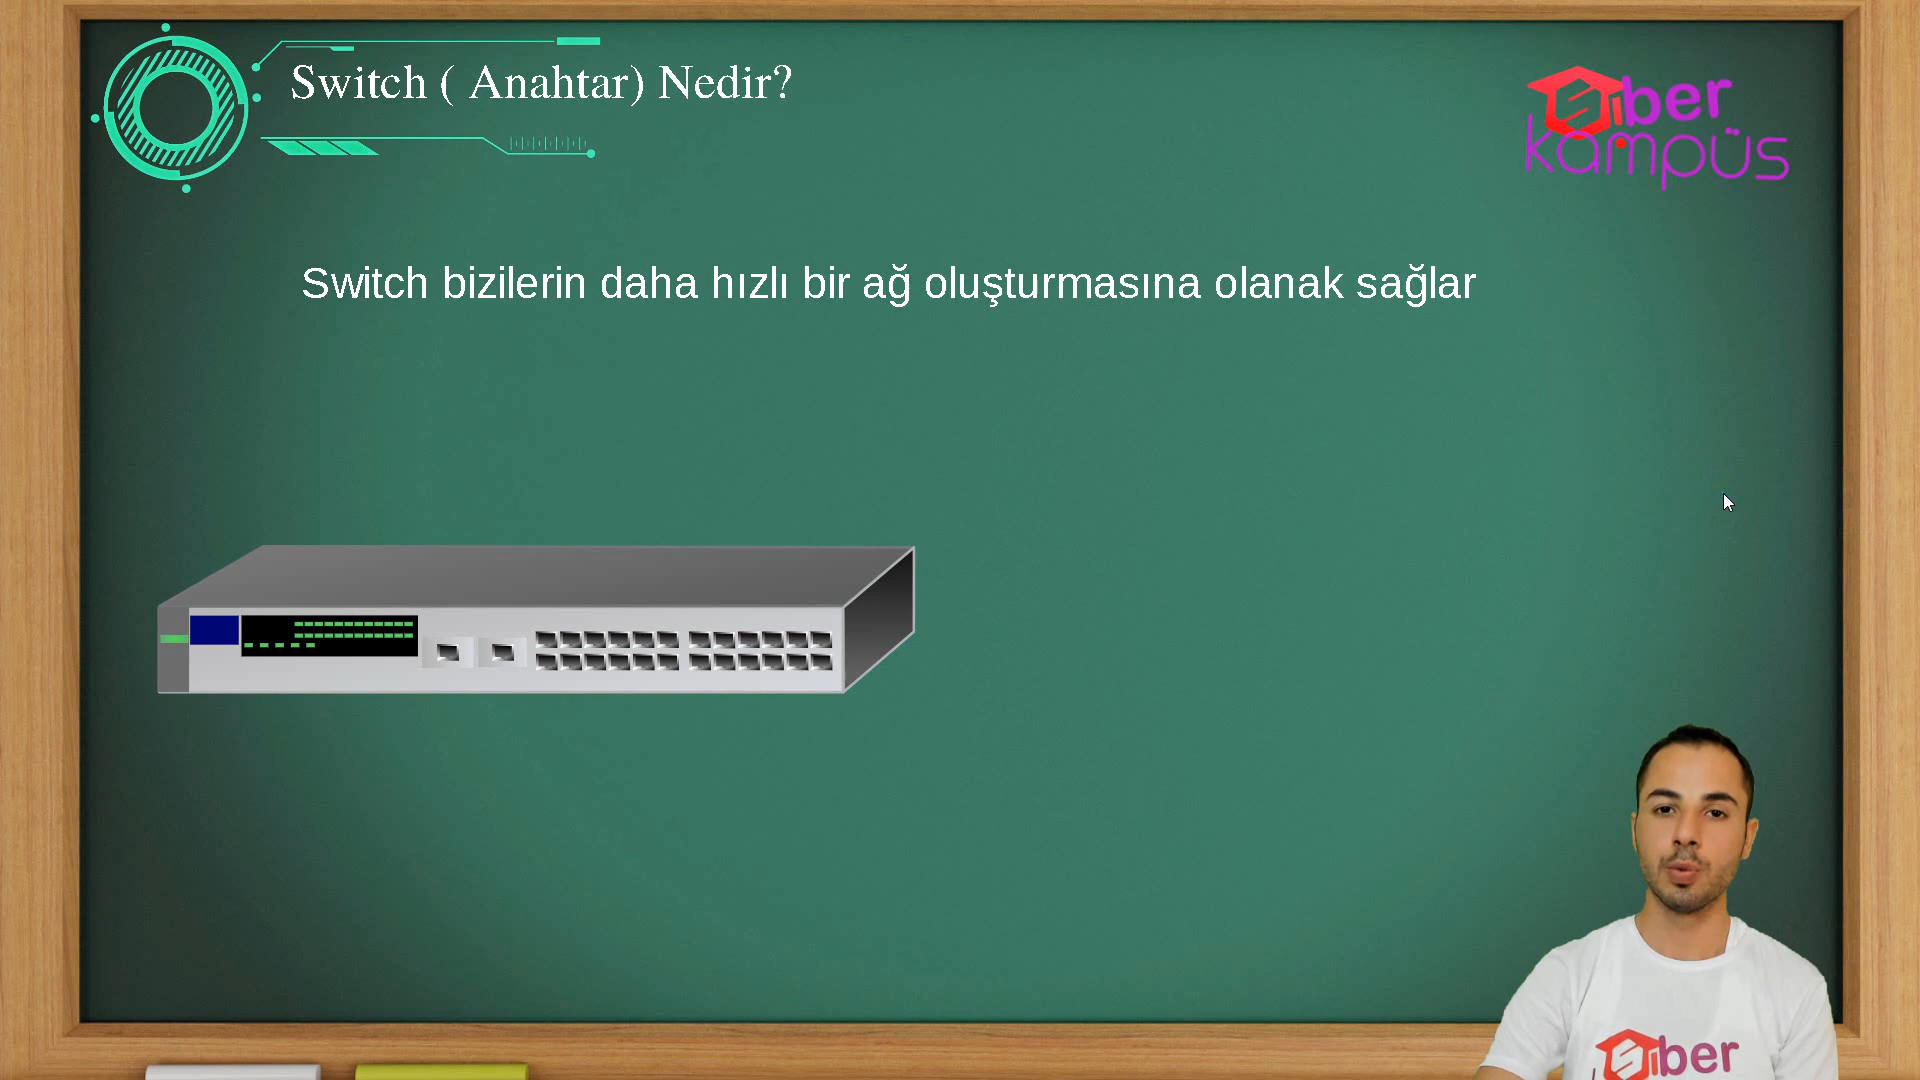 Switch ( Anahtar) Nedir?
Siber
kampüs
Switch bizilerin daha hızlı bir ağ oluşturmasına olanak sağlar
Siber